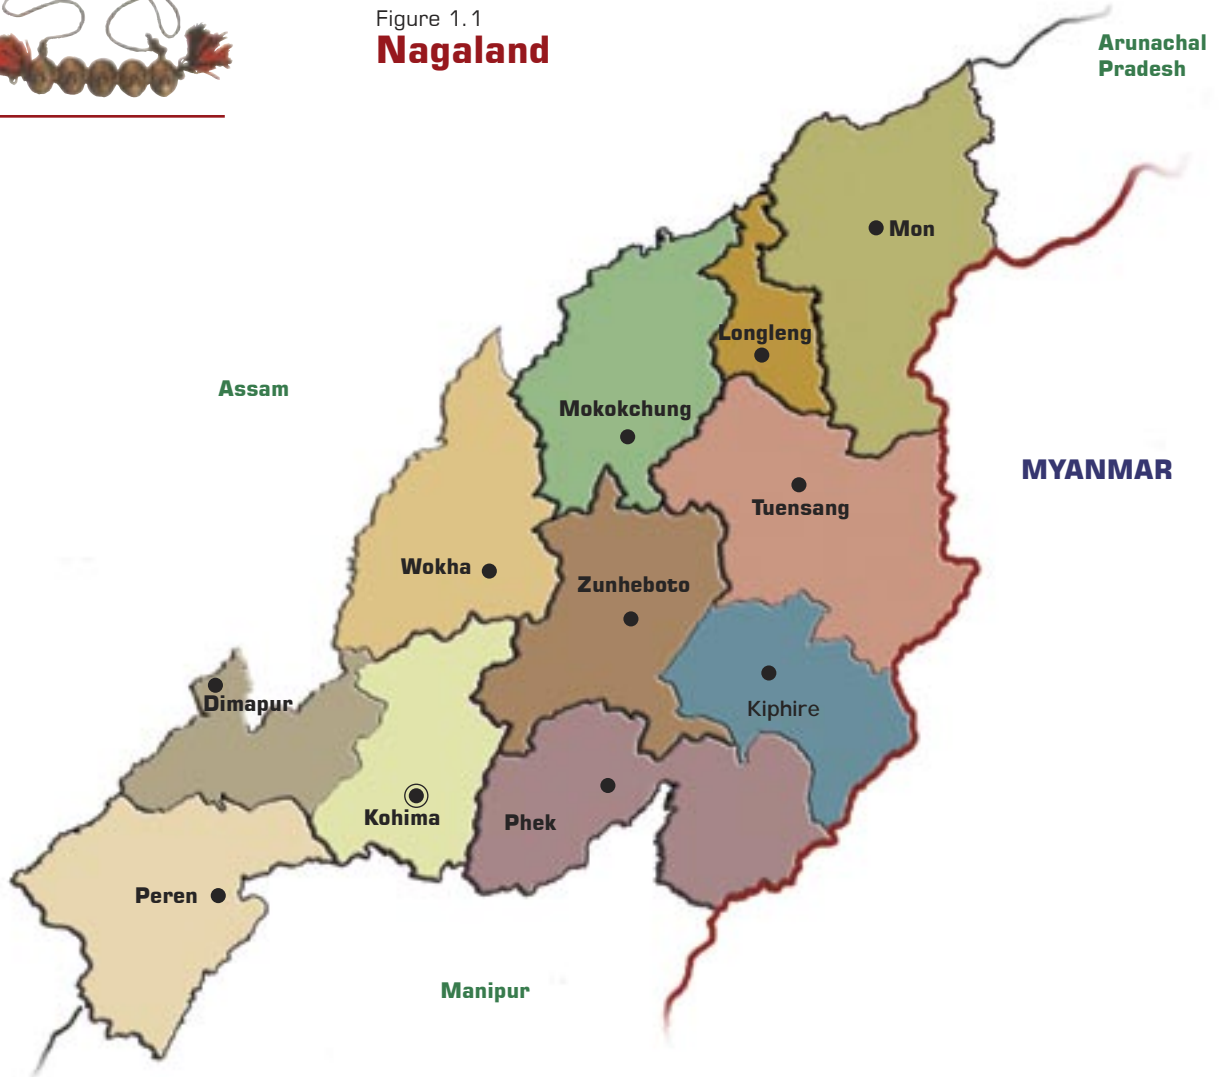 Figure 1.1
Nagaland
Arunachal
Pradesh
Mon
Longleng
Assam
Mokokchung
MYANMAR
Tuensang
Wokha
Zunheboto
Dimapur
Kiphire
Kohima
Phek
Peren
Manipur